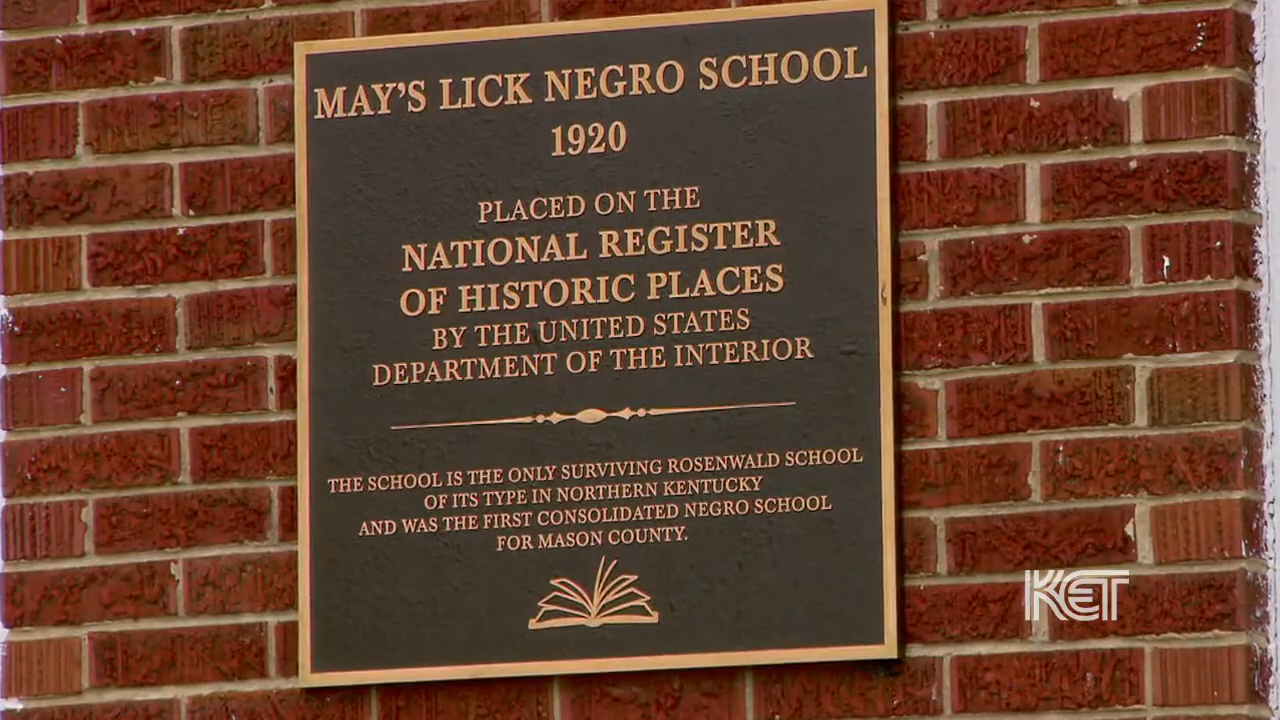 MAY'S LICK NEGRO SCHOOL
1920
PLACED ON THE
NATIONAL REGISTER
OF HISTORIC PLACES
BY THE UNITED STATES
DEPARTMENT OF THE INTERIOR
THE SCHOOL IS THE ONLY SURVIVING ROSENWALD SCHOOL
OF ITS TYPE IN NORTHERN KENTUCKY
AND WAS THE FIRST CONSOLIDATED NEGRO SCHOOL
FOR MASON COUNTY.
KET